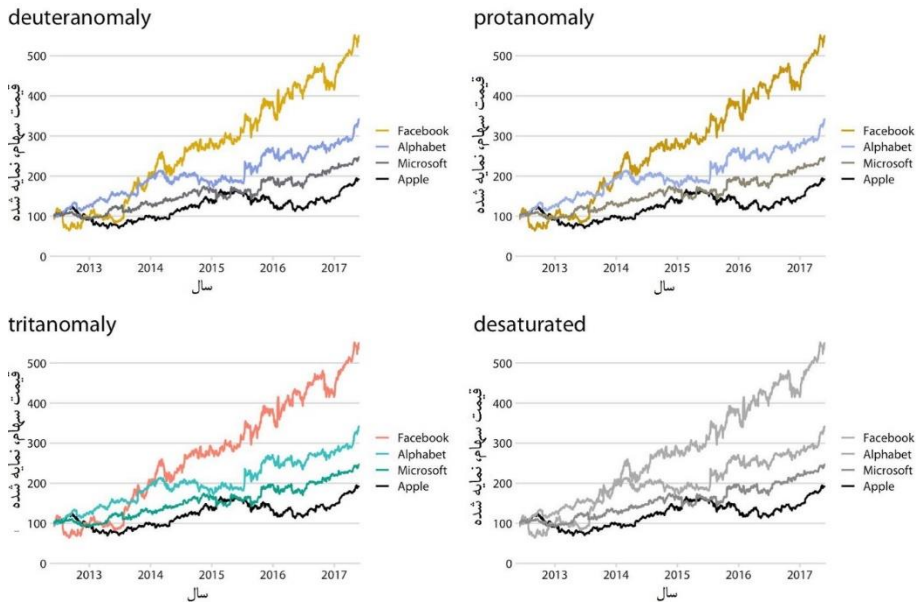 deuteranomaly
500
400
300
200
100
0
قیمت سهام، نمایه شده
2013 2014 2015 2016 2017
سال
Facebook
Alphabet
Microsoft
Apple
protanomaly
500
400
300
200
100
0
قیمت سهام، نمایه شده
2013 2014 2015 2016 2017
سال
Facebook
Alphabet
Microsoft
Apple
tritanomaly
500
400
300
200
100
0
قیمت سهام، نمایه شده
2013 2014 2015 2016 2017
سال
Facebook
Alphabet
Microsoft
Apple
desaturated
500
400
300
200
100
0
قیمت سهام، نمایه شده
2013 2014 2015 2016 2017
سال
Facebook
Alphabet
Microsoft
Apple